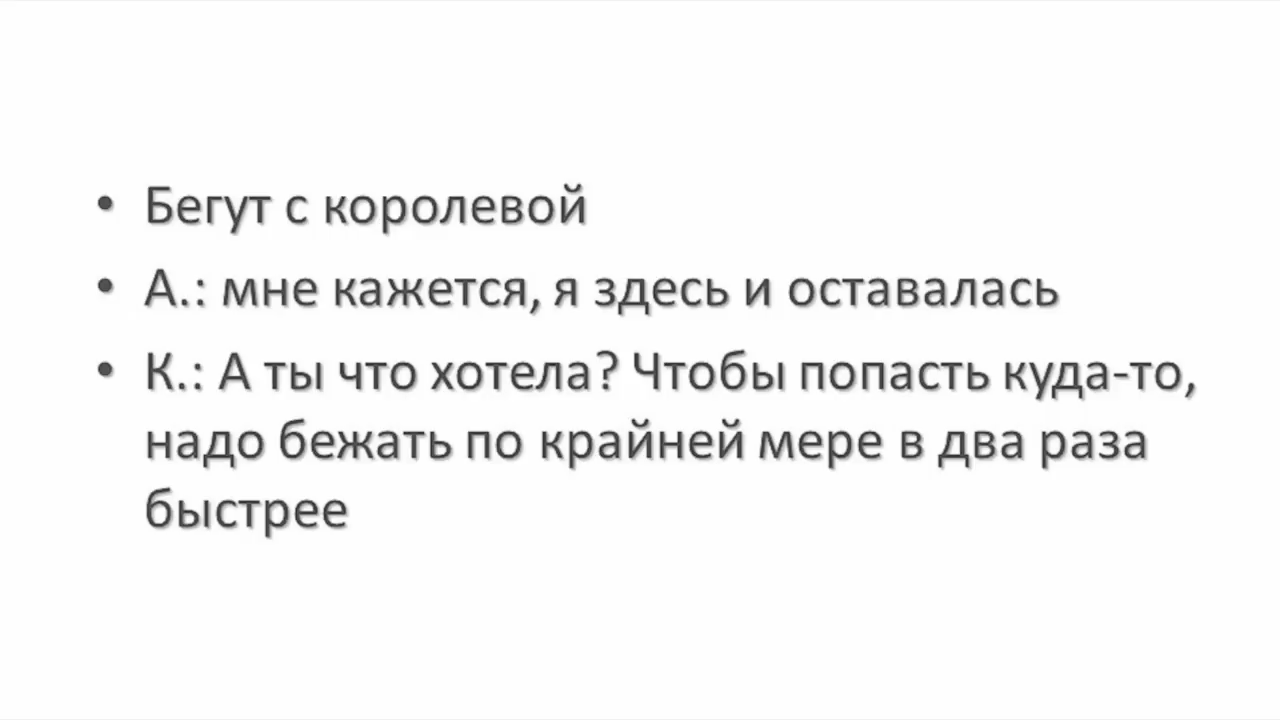 • Бегут с королевой
• А.: мне кажется, я здесь и оставалась
• К.: А ты что хотела? Чтобы попасть куда-то,
надо бежать по крайней мере в два раза
быстрее